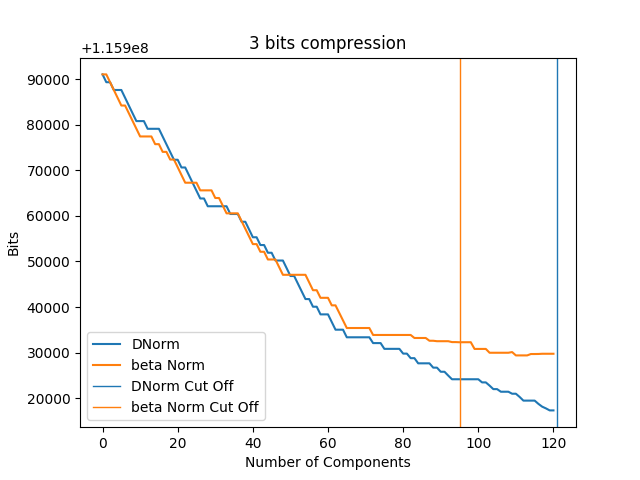 3 bits compression
+1.159e8
90000
80000
70000
60000
50000
40000
30000
20000
Bits
DNorm
beta Norm
DNorm Cut Off
beta Norm Cut Off
0 20 40 60 80 100 120
Number of Components